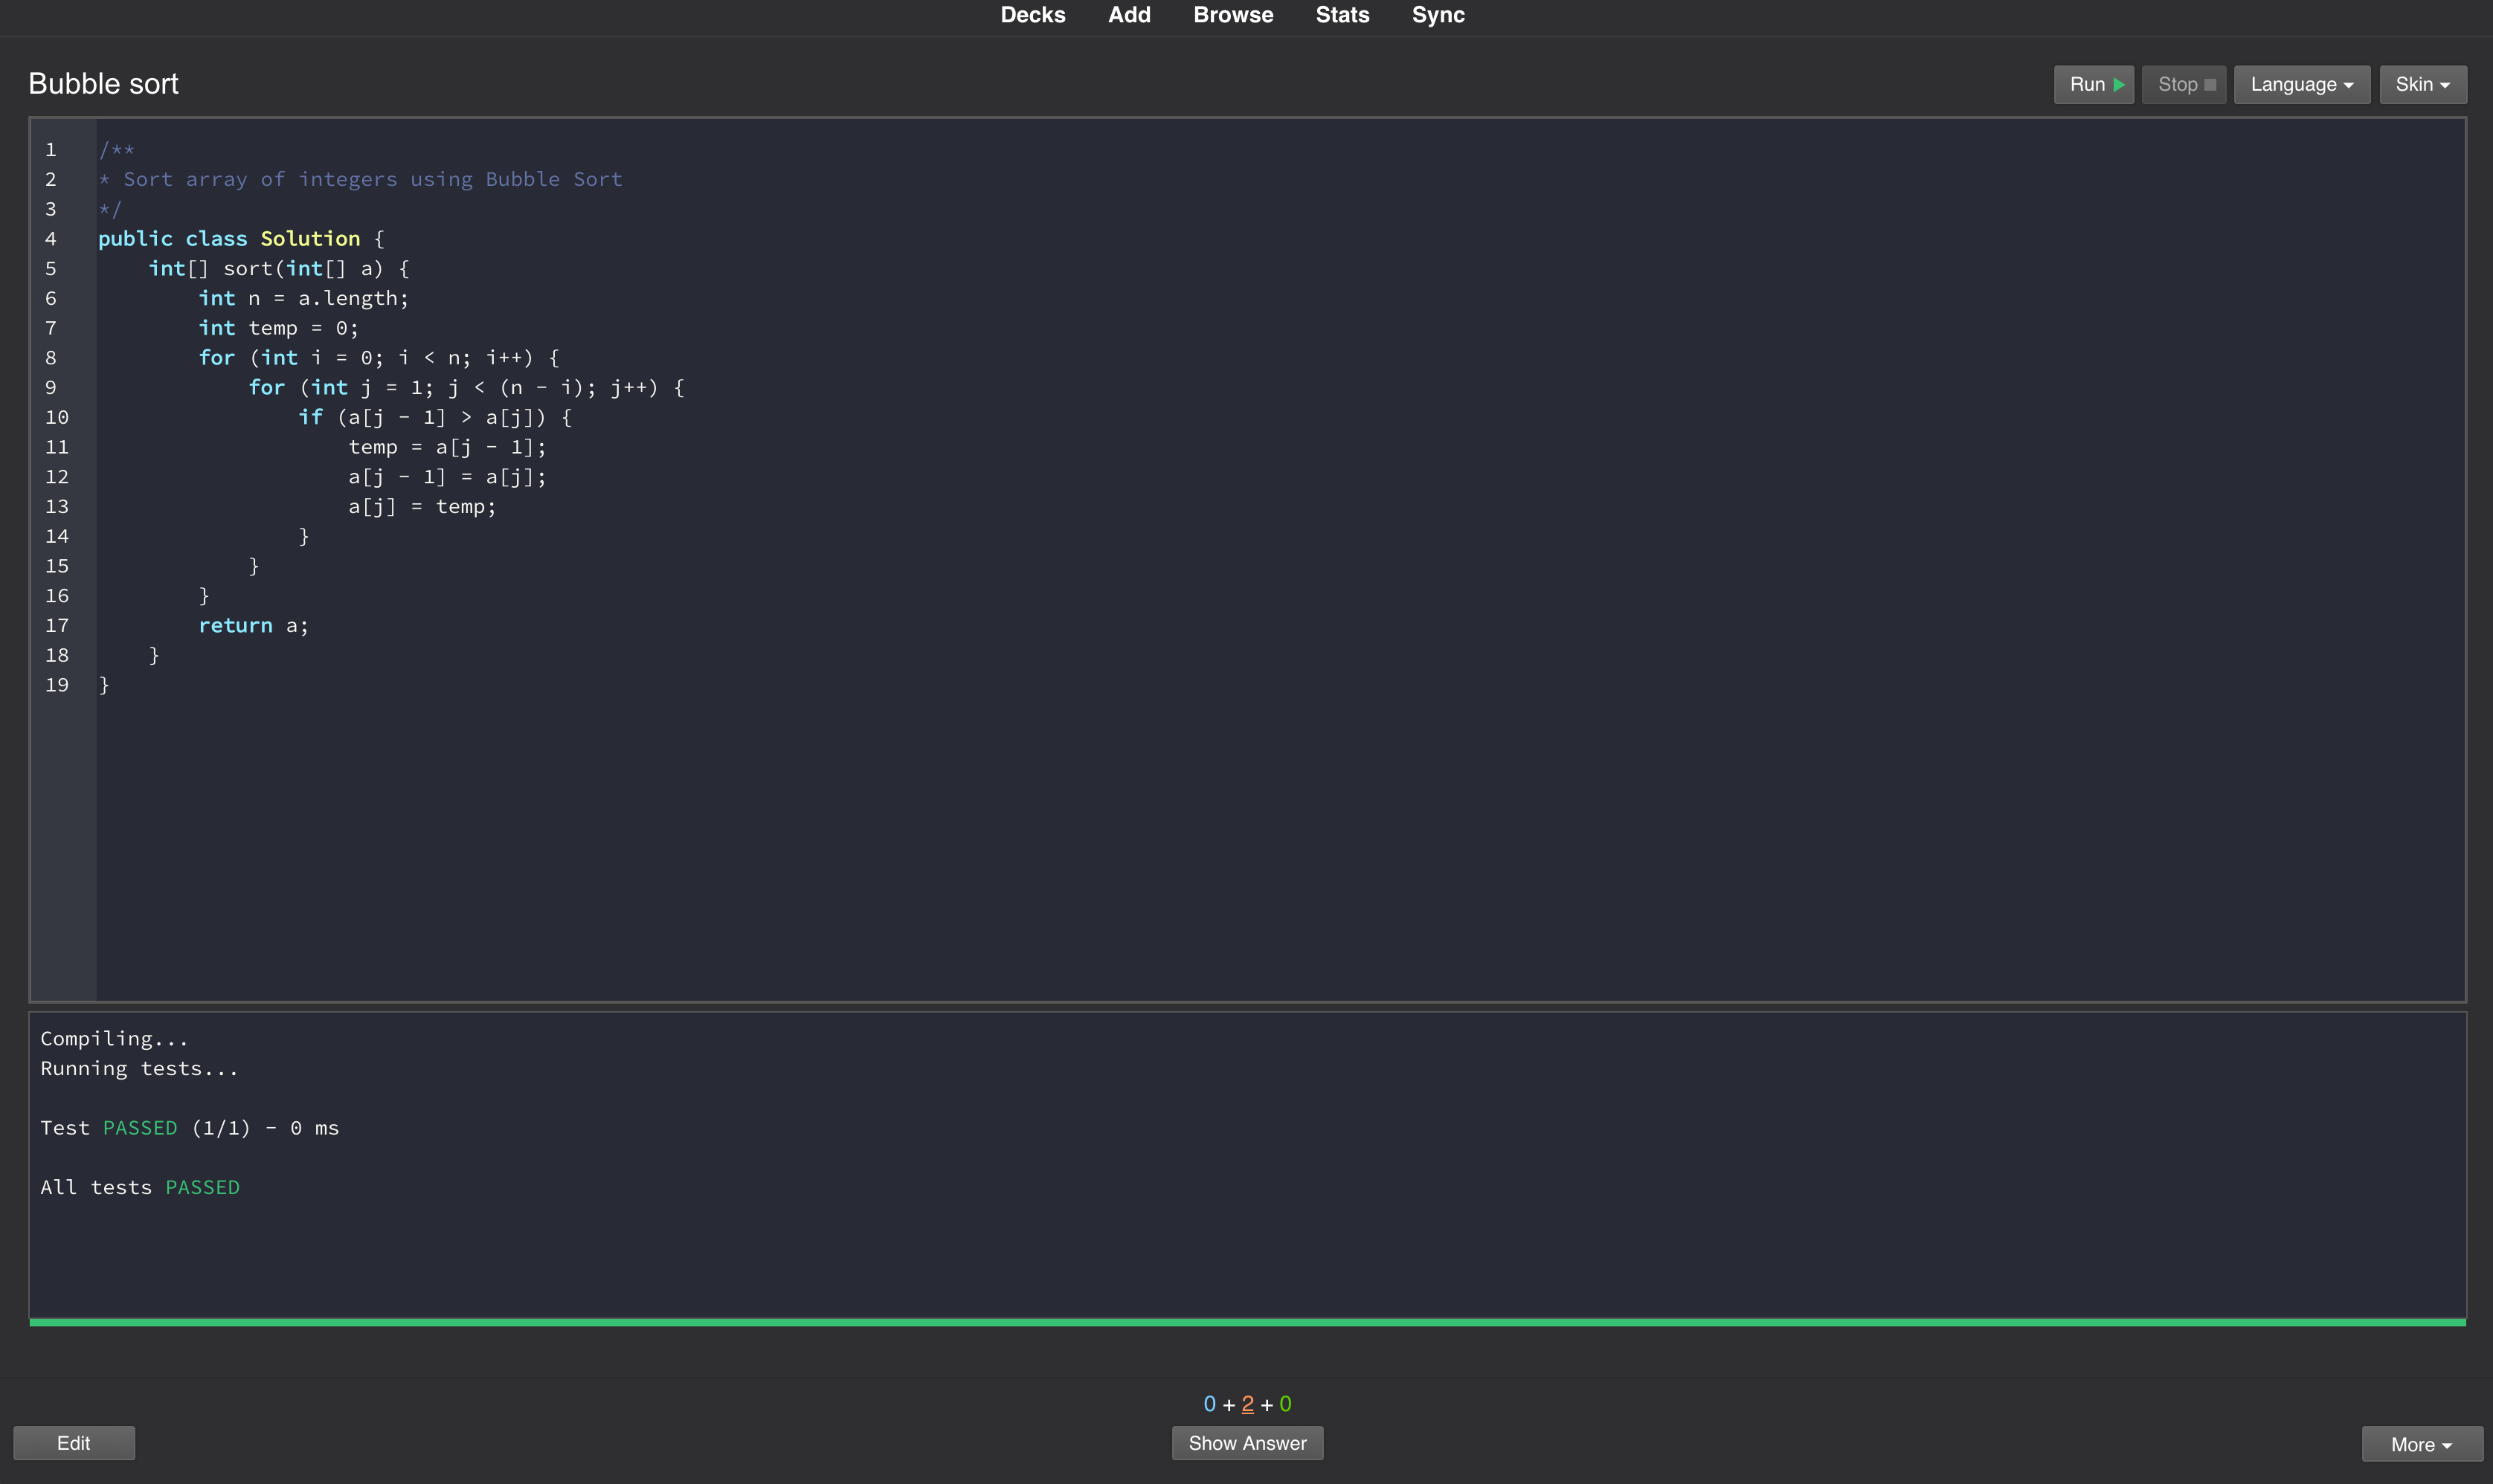 Decks Add Browse Stats Sync
Bubble sort
Run Stop Language Skin
1 /**
2 * Sort array of integers using Bubble Sort
3 */
4 public class Solution {
5     int[] sort(int[] a) {
6         int n = a.length;
7         int temp = 0;
8         for (int i = 0; i < n; i++) {
9             for (int j = 1; j < (n - i); j++) {
10                 if (a[j - 1] > a[j]) {
11                     temp = a[j - 1];
12                     a[j - 1] = a[j];
13                     a[j] = temp;
14                 }
15             }
16         }
17         return a;
18     }
19 }
Compiling...
Running tests...
Test PASSED (1/1) - 0 ms
All tests PASSED
0 + 2 + 0
Edit Show Answer More